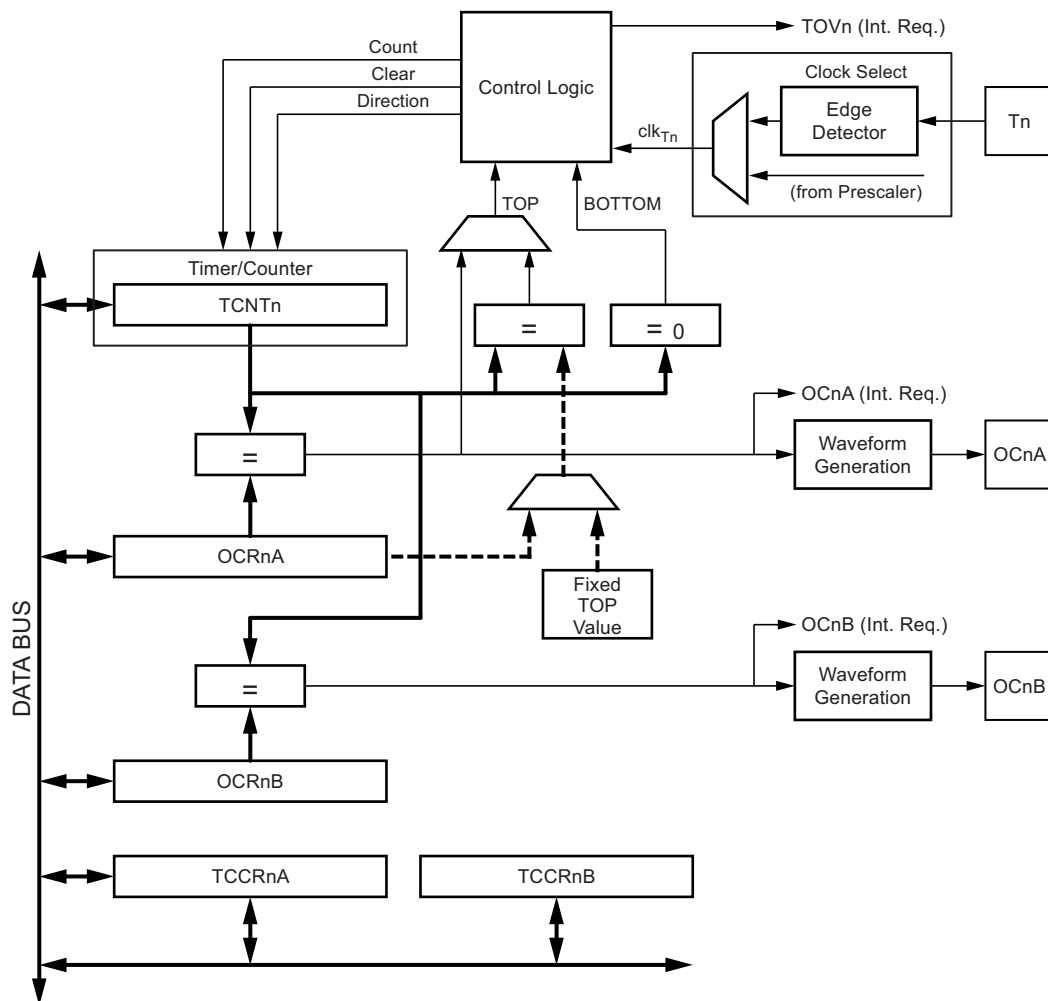 Count
Clear
Direction
Control Logic
TOVn (Int. Req.)
Clock Select
Edge
Detector
Tn
clkTn
(from Prescaler)
TOP
BOTTOM
Timer/Counter
TCNTn
=
= 0
OCnA (Int. Req.)
=
Waveform
Generation
OCnA
OCRnA
Fixed
TOP
Value
DATA BUS
OCnB (Int. Req.)
=
Waveform
Generation
OCnB
OCRnB
TCCRnA
TCCRnB